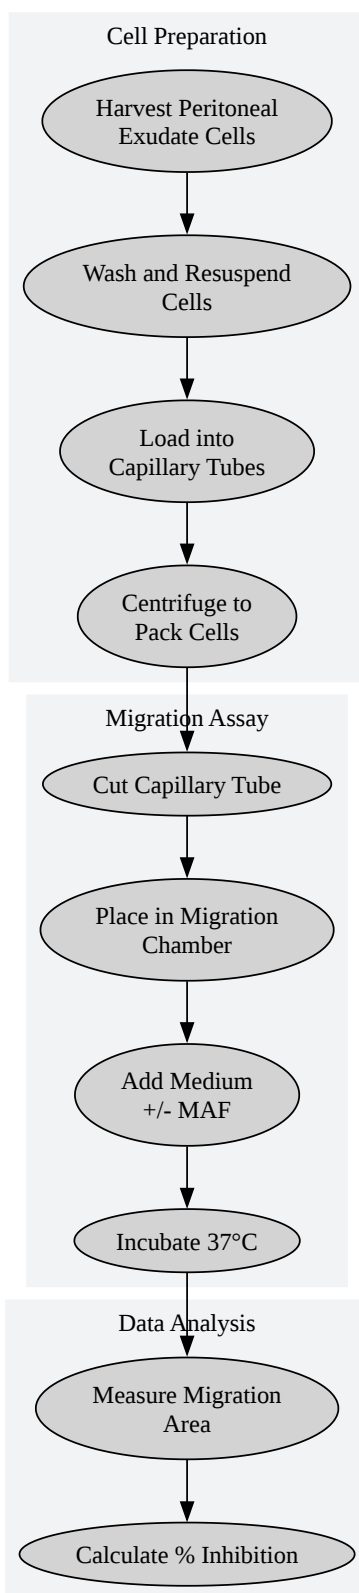 Cell Preparation
Harvest Peritoneal
Exudate Cells
Wash and Resuspend
Cells
Load into
Capillary Tubes
Centrifuge to
Pack Cells
Migration Assay
Cut Capillary Tube
Place in Migration
Chamber
Add Medium
+/- MAF
Incubate 37°C
Data Analysis
Measure Migration
Area
Calculate % Inhibition